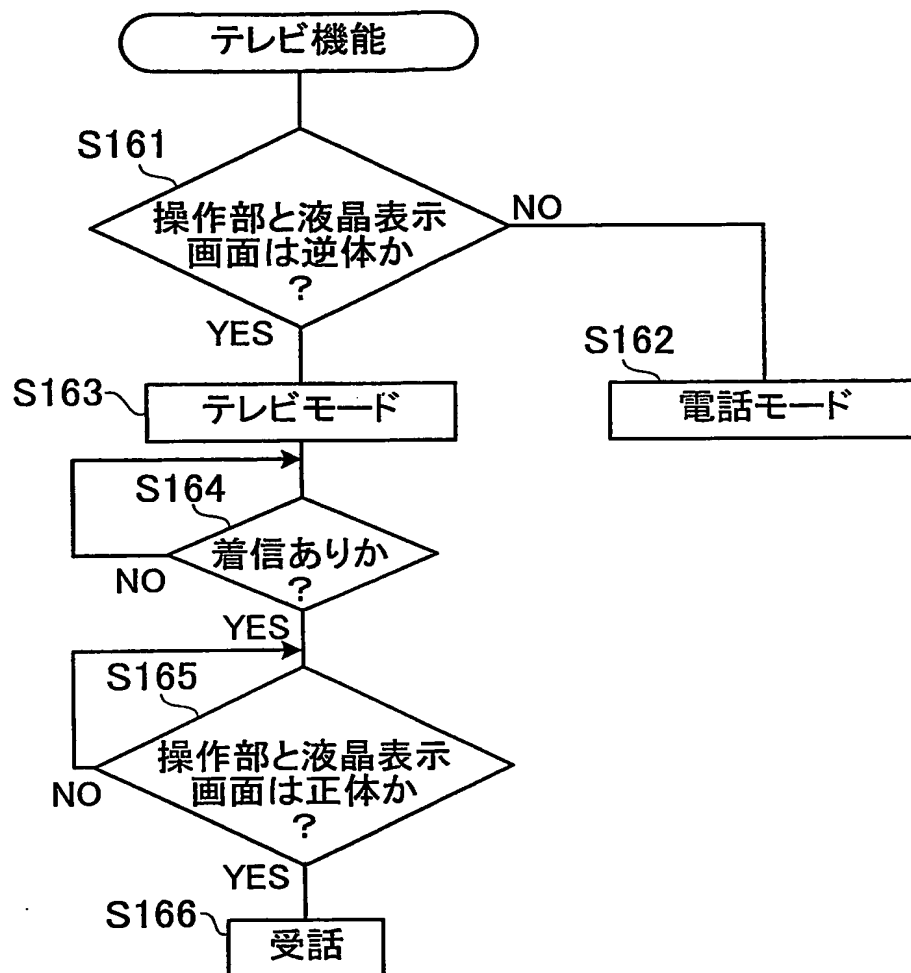 テレビ機能
S161
操作部と液晶表示
画面は逆体か
?
NO
YES
S162
電話モード
S163
テレビモード
S164
着信ありか
?
NO
YES
S165
操作部と液晶表示
画面は正体か
?
NO
YES
S166
受話